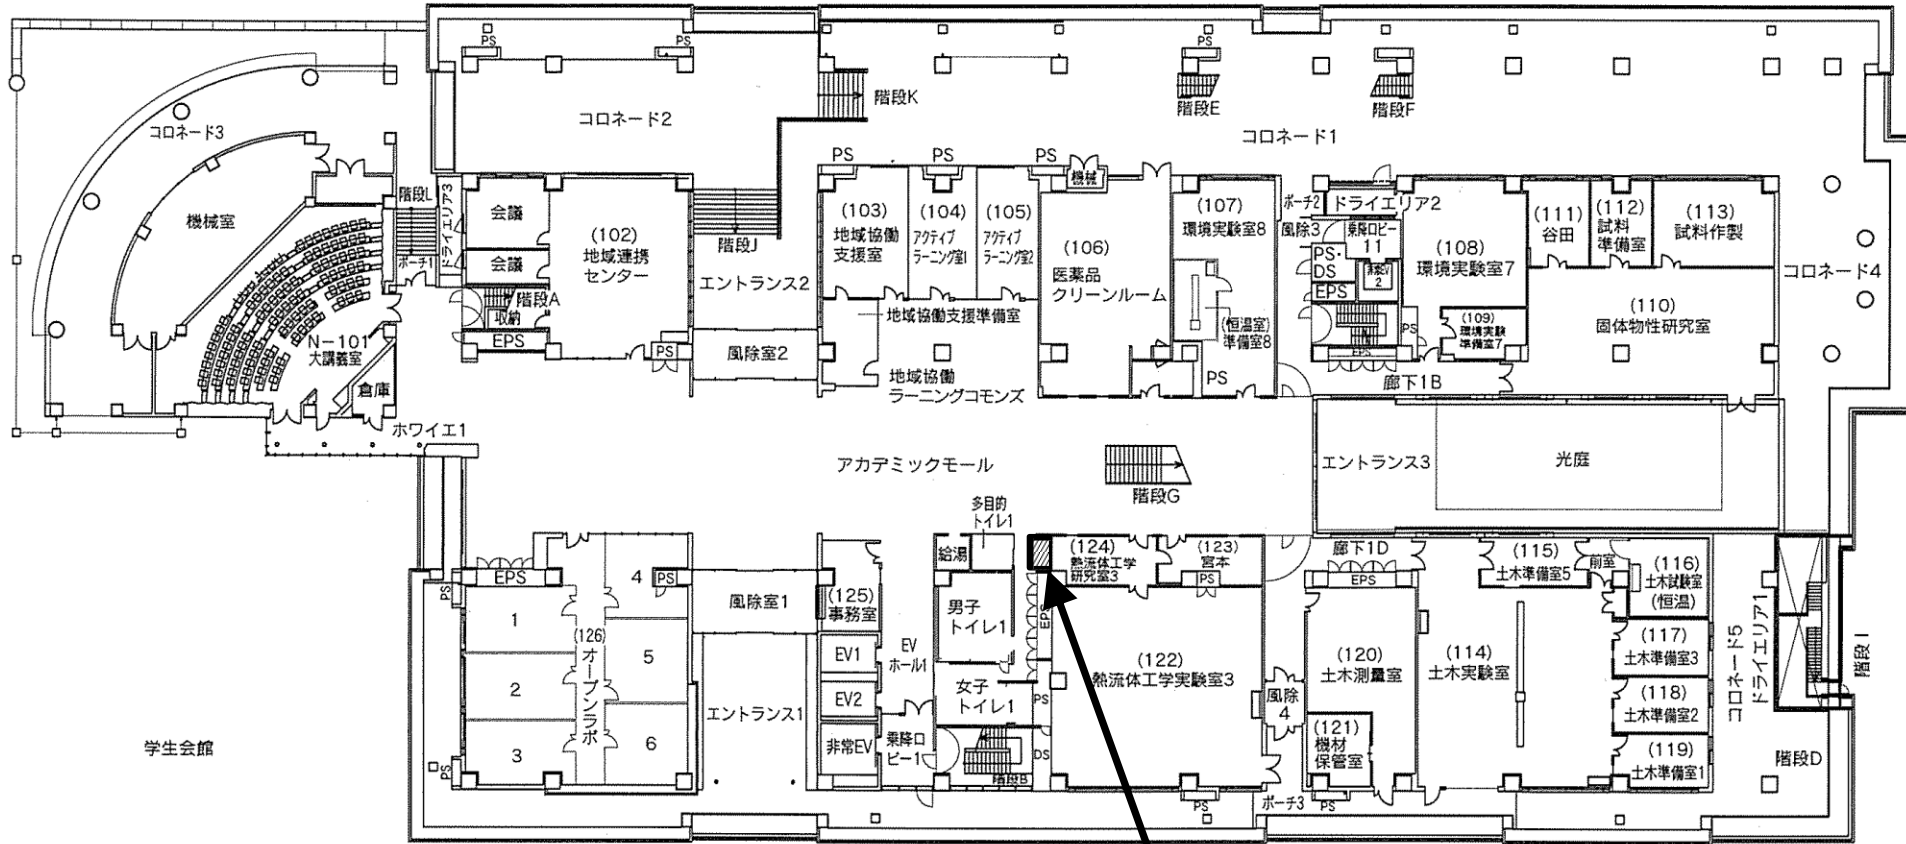 PS
PS
PS
階段K
階段E
階段F
コロネード2
コロネード3
コロネード1
PS
PS
PS
機械
階段L
ドライエリア3
会議
会議
(102)
地域連携
センター
階段J
(103)
地域協働
支援室
(104)
アクティブ
ラーニング室1
(105)
アクティブ
ラーニング室2
(106)
医薬品
クリーンルーム
(107)
環境実験室8
ポーチ2
風除3
ドライエリア2
乗降ロビー
11
PS・
DS
非常EV
2
EPS
(108)
環境実験室7
(111)
谷田
(112)
試料
準備室
(113)
試料作製
コロネード4
機械室
ポーチ1
階段A
収納
EPS
エントランス2
地域協働支援準備室
(恒温室)
準備室8
(109)
環境実験
準備室7
PS
(110)
固体物性研究室
N-101
大講義室
倉庫
PS
風除室2
地域協働
ラーニングコモンズ
PS
EPS
廊下1B
ホワイエ1
アカデミックモール
階段G
エントランス3
光庭
多目的
トイレ1
給湯
(124)
熱流体工学
研究室3
(123)
宮本
PS
廊下1D
EPS
(115)
土木準備室5
前室
(116)
土木試験室
(恒温)
EPS
PS
4
PS
1
(126)
オープンラボ
5
2
3
6
風除室1
(125)
事務室
EV1
EV2
非常EV
EV
ホール1
男子
トイレ1
女子
トイレ1
乗降ロ
ビー1
階段B
EPS
PS
DS
(122)
熱流体工学実験室3
風除
4
(120)
土木測量室
(121)
機材
保管室
(114)
土木実験室
(117)
土木準備室3
(118)
土木準備室2
(119)
土木準備室1
コロネード5
ドライエリア1
階段I
階段D
エントランス1
学生会館
PS
PS
ポーチ3
PS